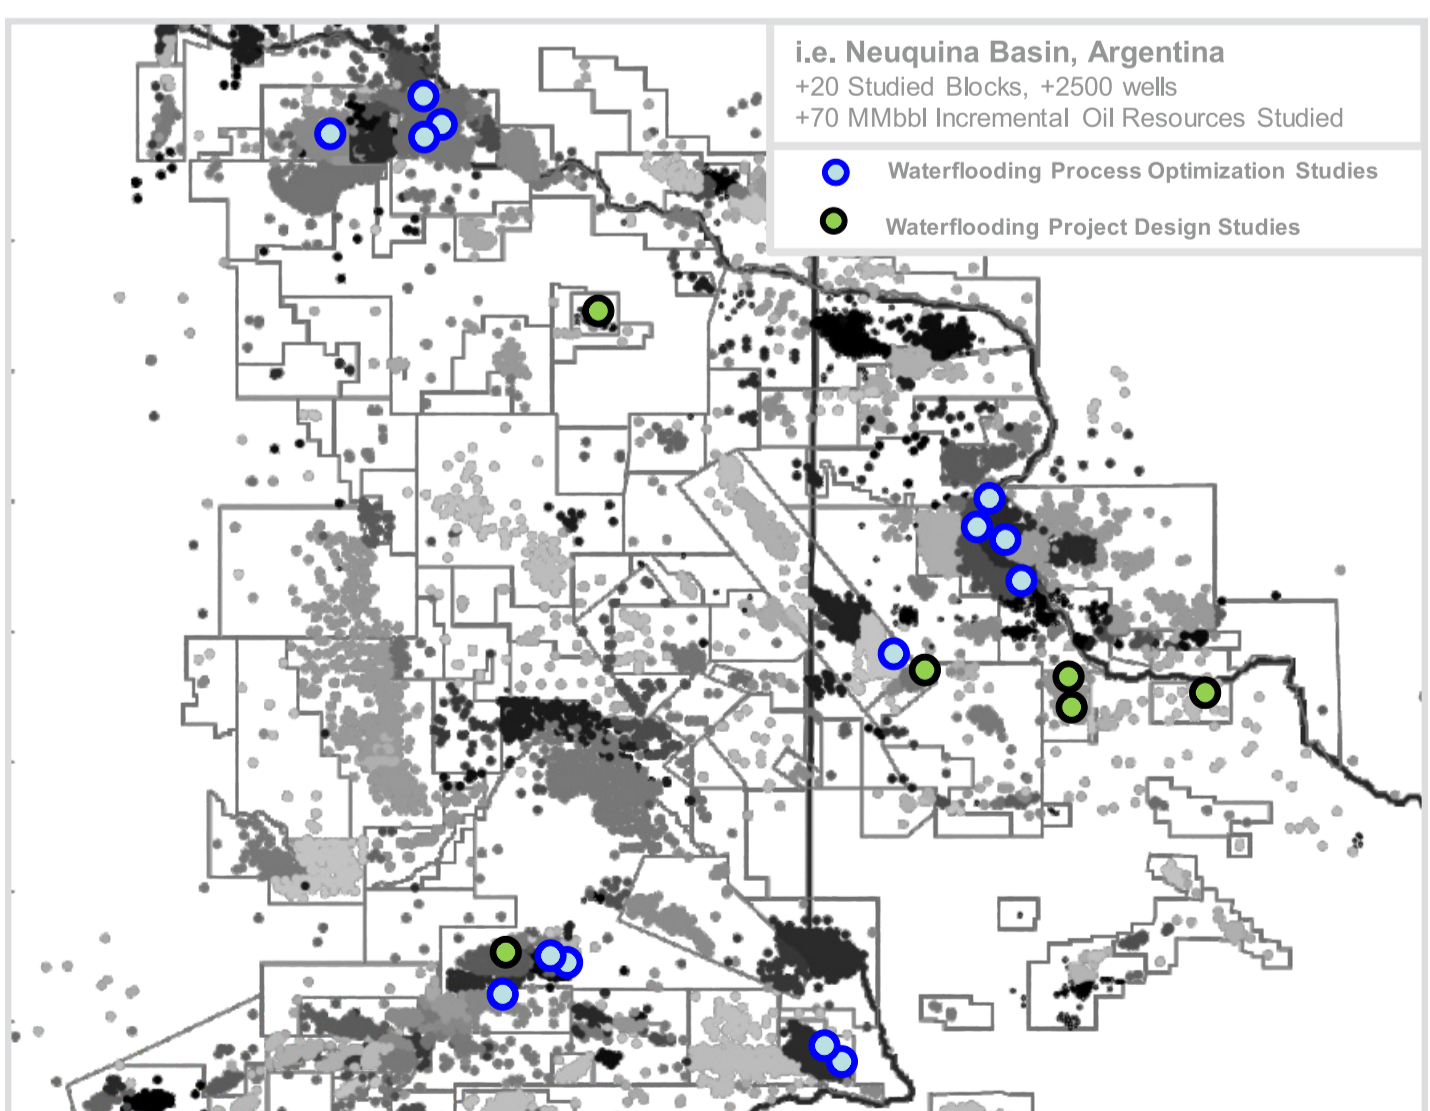 i.e. Neuquina Basin, Argentina
+20 Studied Blocks, +2500 wells
+70 MMbbl Incremental Oil Resources Studied
Waterflooding Process Optimization Studies
Waterflooding Project Design Studies